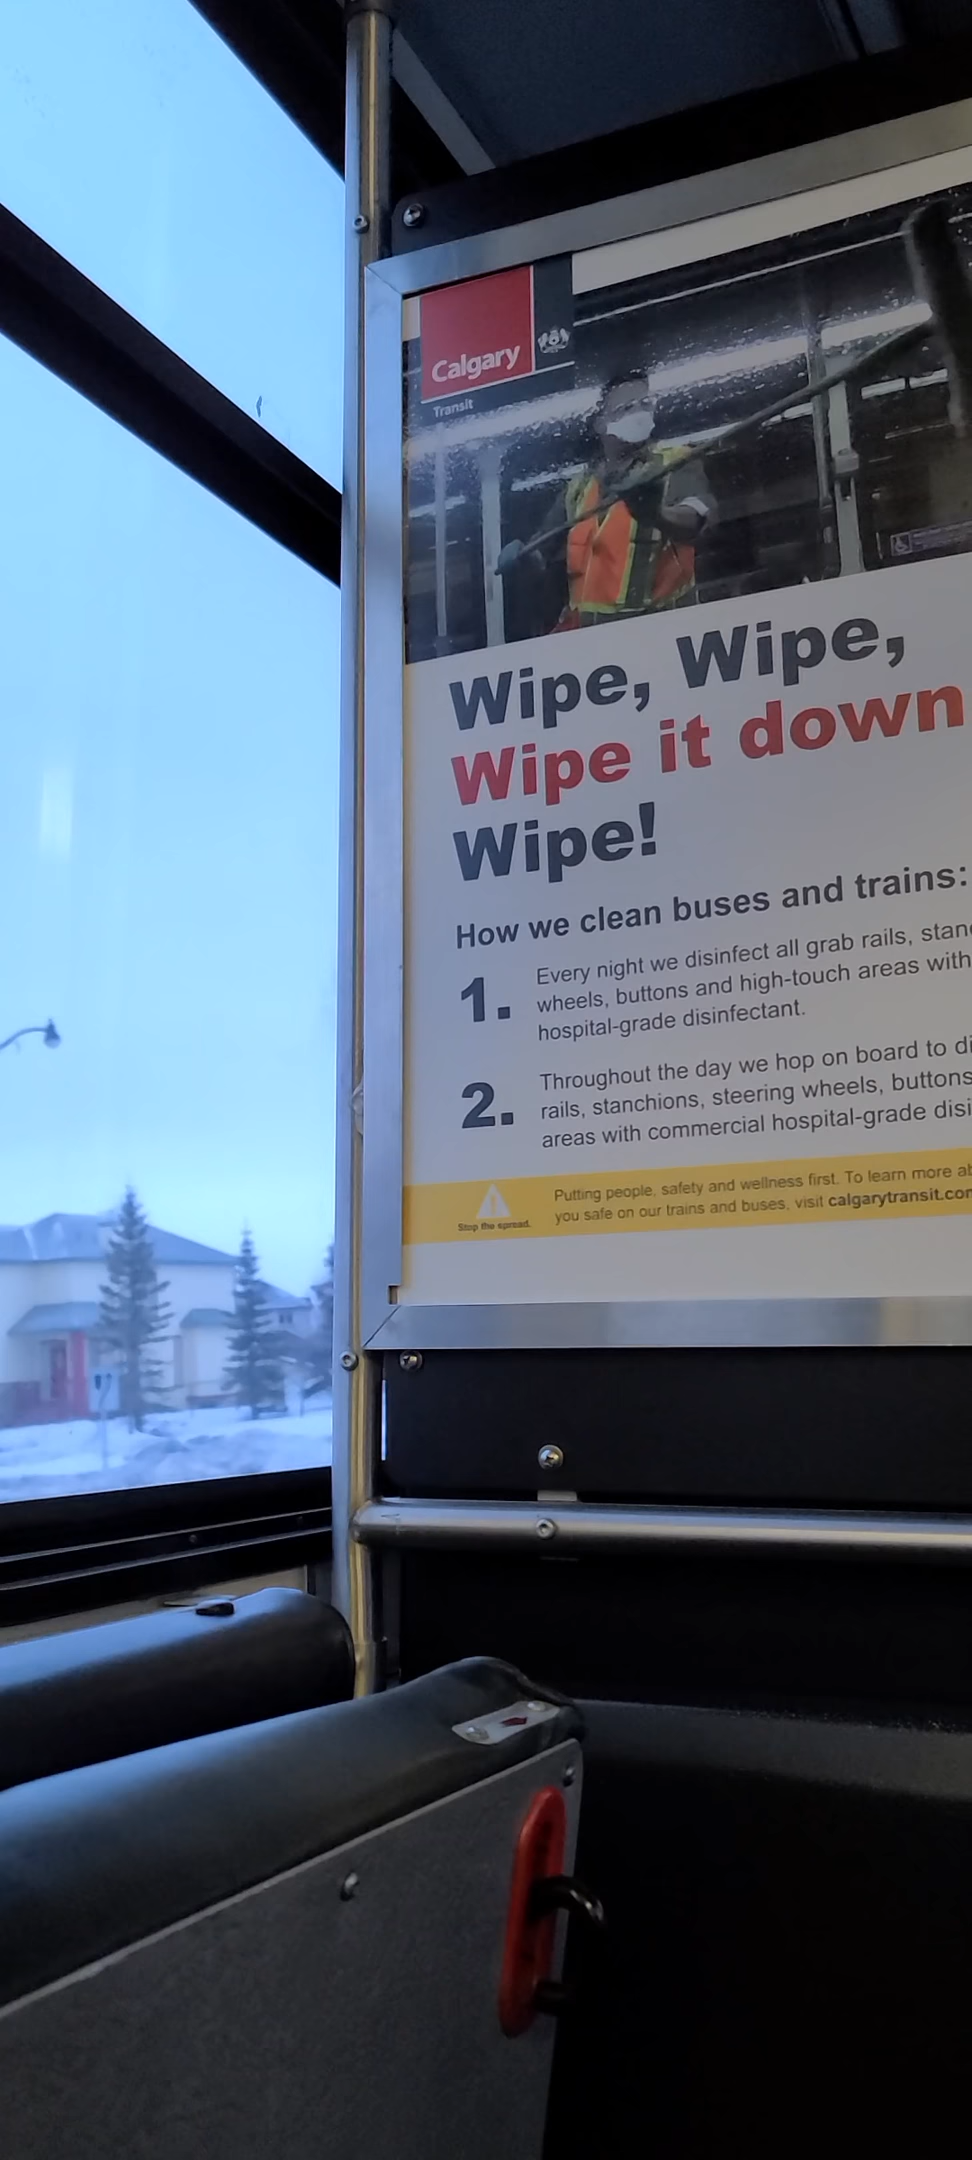 Calgary
Transit
Wipe, Wipe,
Wipe it down
Wipe!
How we clean buses and trains:
1.
Every night we disinfect all grab rails,
wheels, buttons and high-touch areas with
hospital-grade disinfectant.
2.
Throughout the day we hop on board to
rails, stanchions, steering wheels, buttons
areas with commercial hospital-grade
Stop the spread.
Putting people, safety and wellness first. To learn more
you safe on our trains and buses, visit calgarytransit.com